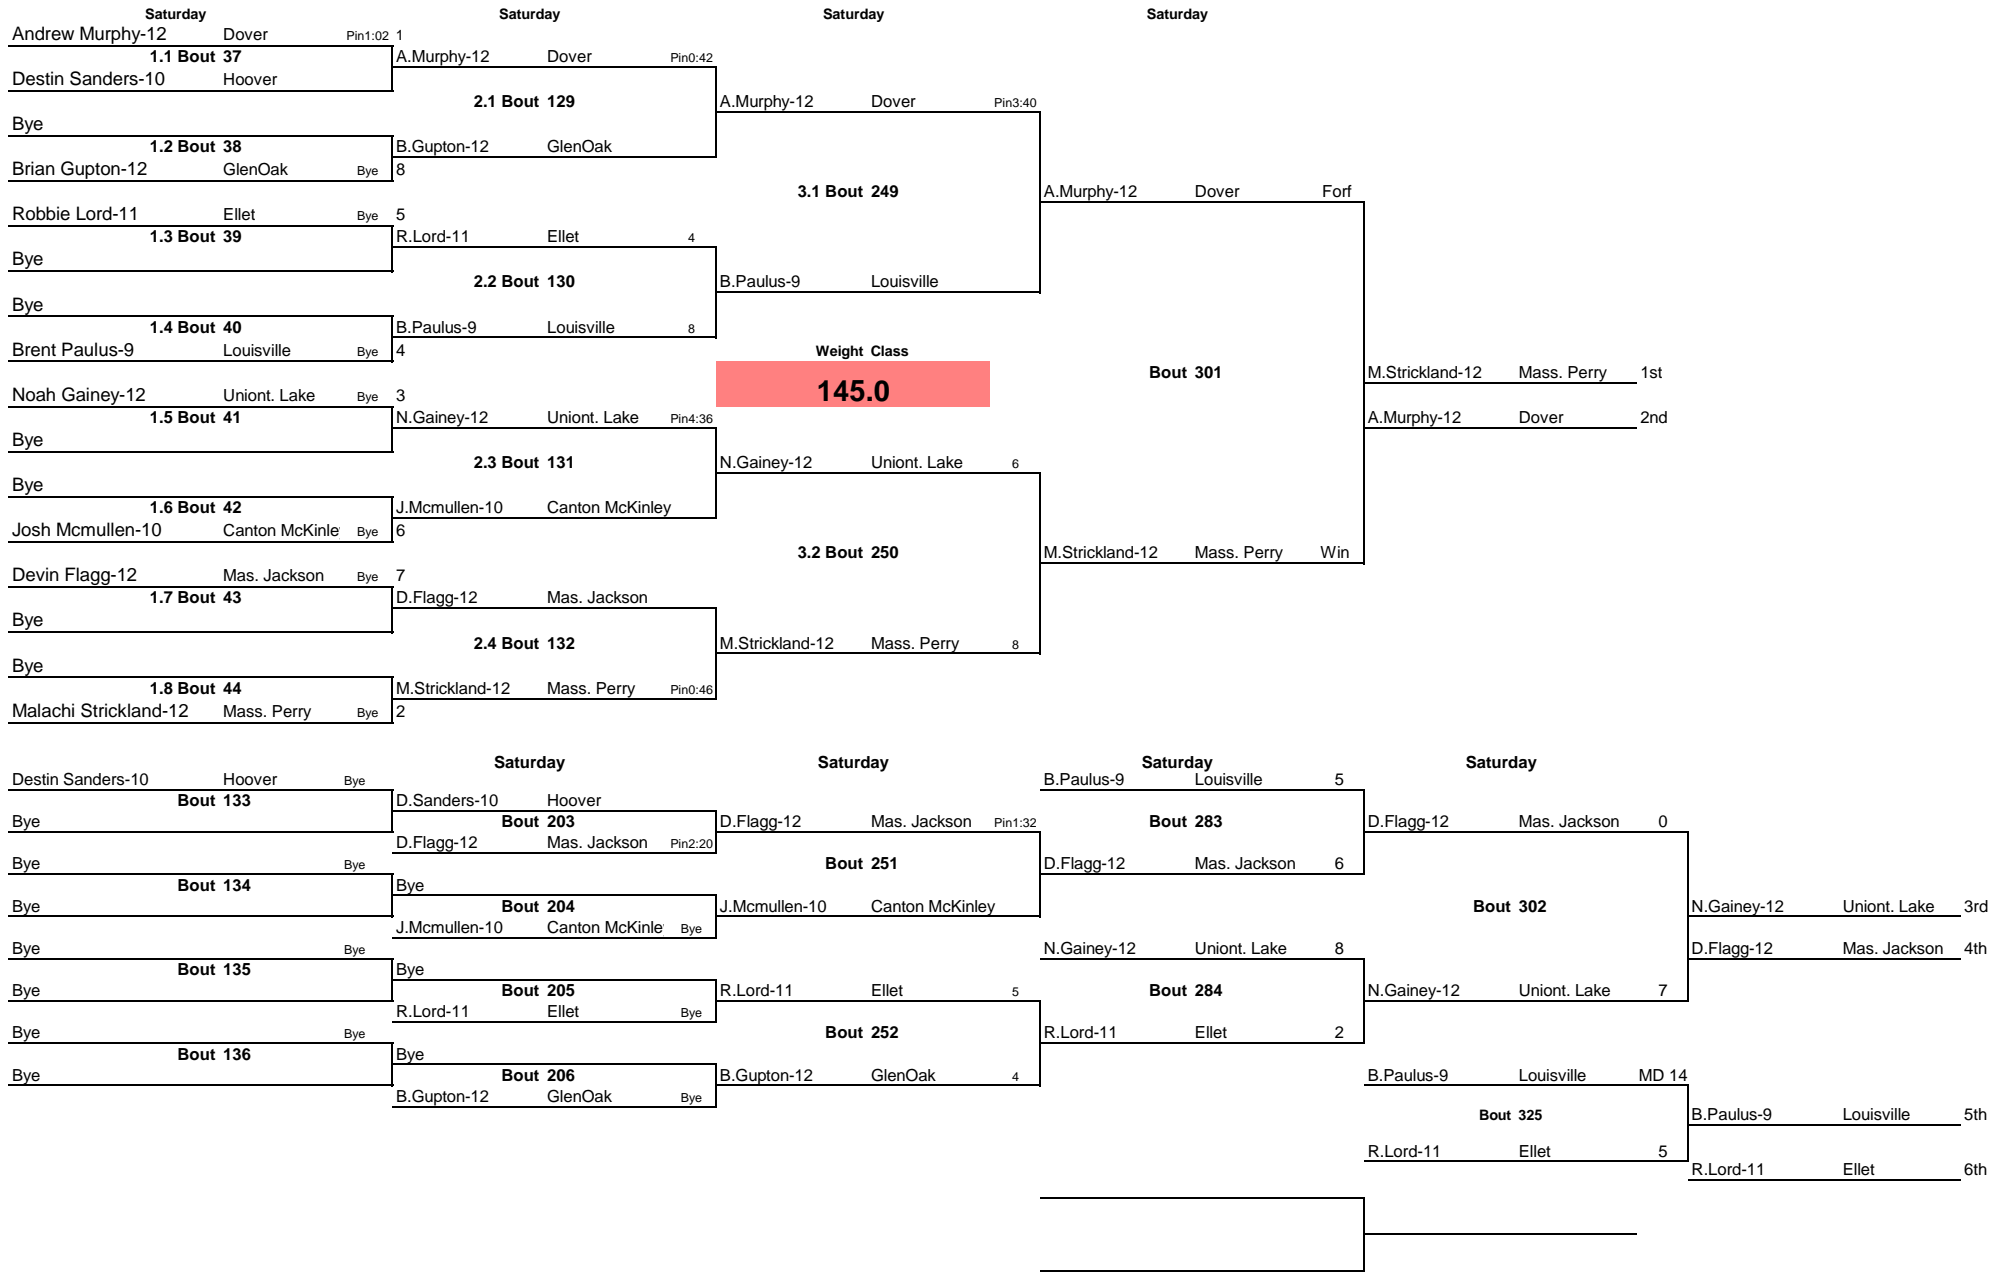 Saturday Saturday Saturday Saturday
Andrew Murphy-12 Dover Pin1:02 1
1.1 Bout 37 A.Murphy-12 Dover Pin0:42
Destin Sanders-10 Hoover
2.1 Bout 129 A.Murphy-12 Dover Pin3:40
Bye
1.2 Bout 38 B.Gupton-12 GlenOak
Brian Gupton-12 GlenOak Bye 8
3.1 Bout 249 A.Murphy-12 Dover Forf
Robbie Lord-11 Ellet Bye 5
1.3 Bout 39 R.Lord-11 Ellet 4
Bye
2.2 Bout 130 B.Paulus-9 Louisville
Bye
1.4 Bout 40 B.Paulus-9 Louisville 8
Brent Paulus-9 Louisville Bye 4 Weight Class
Bout 301 M.Strickland-12 Mass. Perry 1st
145.0
Noah Gainey-12 Uniont. Lake Bye 3
1.5 Bout 41 N.Gainey-12 Uniont. Lake Pin4:36 A.Murphy-12 Dover 2nd
Bye
2.3 Bout 131 N.Gainey-12 Uniont. Lake 6
Bye
1.6 Bout 42 J.Mcmullen-10 Canton McKinley
Josh Mcmullen-10 Canton McKinle Bye 6
3.2 Bout 250 M.Strickland-12 Mass. Perry Win
Devin Flagg-12 Mas. Jackson Bye 7
1.7 Bout 43 D.Flagg-12 Mas. Jackson
Bye
2.4 Bout 132 M.Strickland-12 Mass. Perry 8
Bye
1.8 Bout 44 M.Strickland-12 Mass. Perry Pin0:46
Malachi Strickland-12 Mass. Perry Bye 2
Saturday Saturday Saturday Saturday
Destin Sanders-10 Hoover Bye B.Paulus-9 Louisville 5
Bout 133 D.Sanders-10 Hoover
Bye Bout 203 D.Flagg-12 Mas. Jackson Pin1:32 Bout 283 D.Flagg-12 Mas. Jackson 0
D.Flagg-12 Mas. Jackson Pin2:20
Bye Bye Bout 251 D.Flagg-12 Mas. Jackson 6
Bout 134 Bye
Bye Bout 204 J.Mcmullen-10 Canton McKinley Bout 302 N.Gainey-12 Uniont. Lake 3rd
J.Mcmullen-10 Canton McKinle Bye
Bye Bye N.Gainey-12 Uniont. Lake 8 D.Flagg-12 Mas. Jackson 4th
Bout 135 Bye
Bye Bout 205 R.Lord-11 Ellet 5 Bout 284 N.Gainey-12 Uniont. Lake 7
R.Lord-11 Ellet Bye
Bye Bye Bout 252 R.Lord-11 Ellet 2
Bout 136 Bye
Bye Bout 206 B.Gupton-12 GlenOak 4 B.Paulus-9 Louisville MD 14
B.Gupton-12 GlenOak Bye
Bout 325 B.Paulus-9 Louisville 5th
R.Lord-11 Ellet 5
R.Lord-11 Ellet 6th